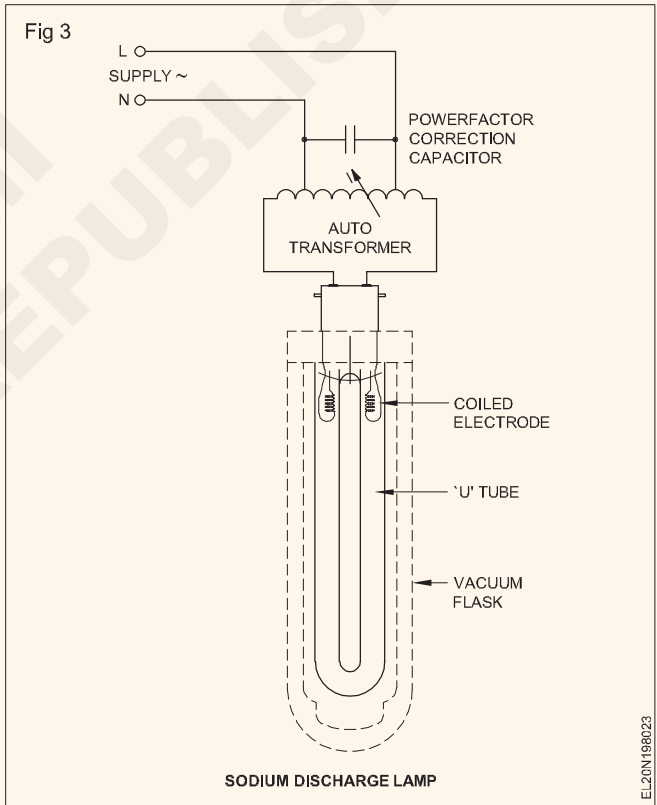 Fig 3
L
SUPPLY ~
N
POWERFACTOR
CORRECTION
CAPACITOR
AUTO
TRANSFORMER
COILED
ELECTRODE
`U' TUBE
VACUUM
FLASK
SODIUM DISCHARGE LAMP
EL20N198023